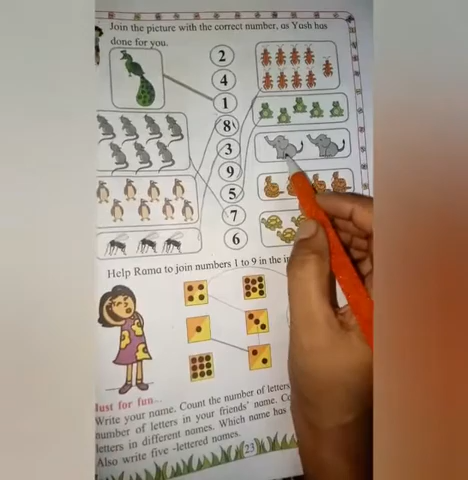 Join the picture with the correct number, as Yash has
done for you.
2
4
1
8
3
9
5
7
6
Help Rama to join numbers 1 to 9 in the
Just for fun...
Write your name. Count the number of letters
number of letters in your friends' name.
letters in different names. Which name has
Also write five -lettered names.
23